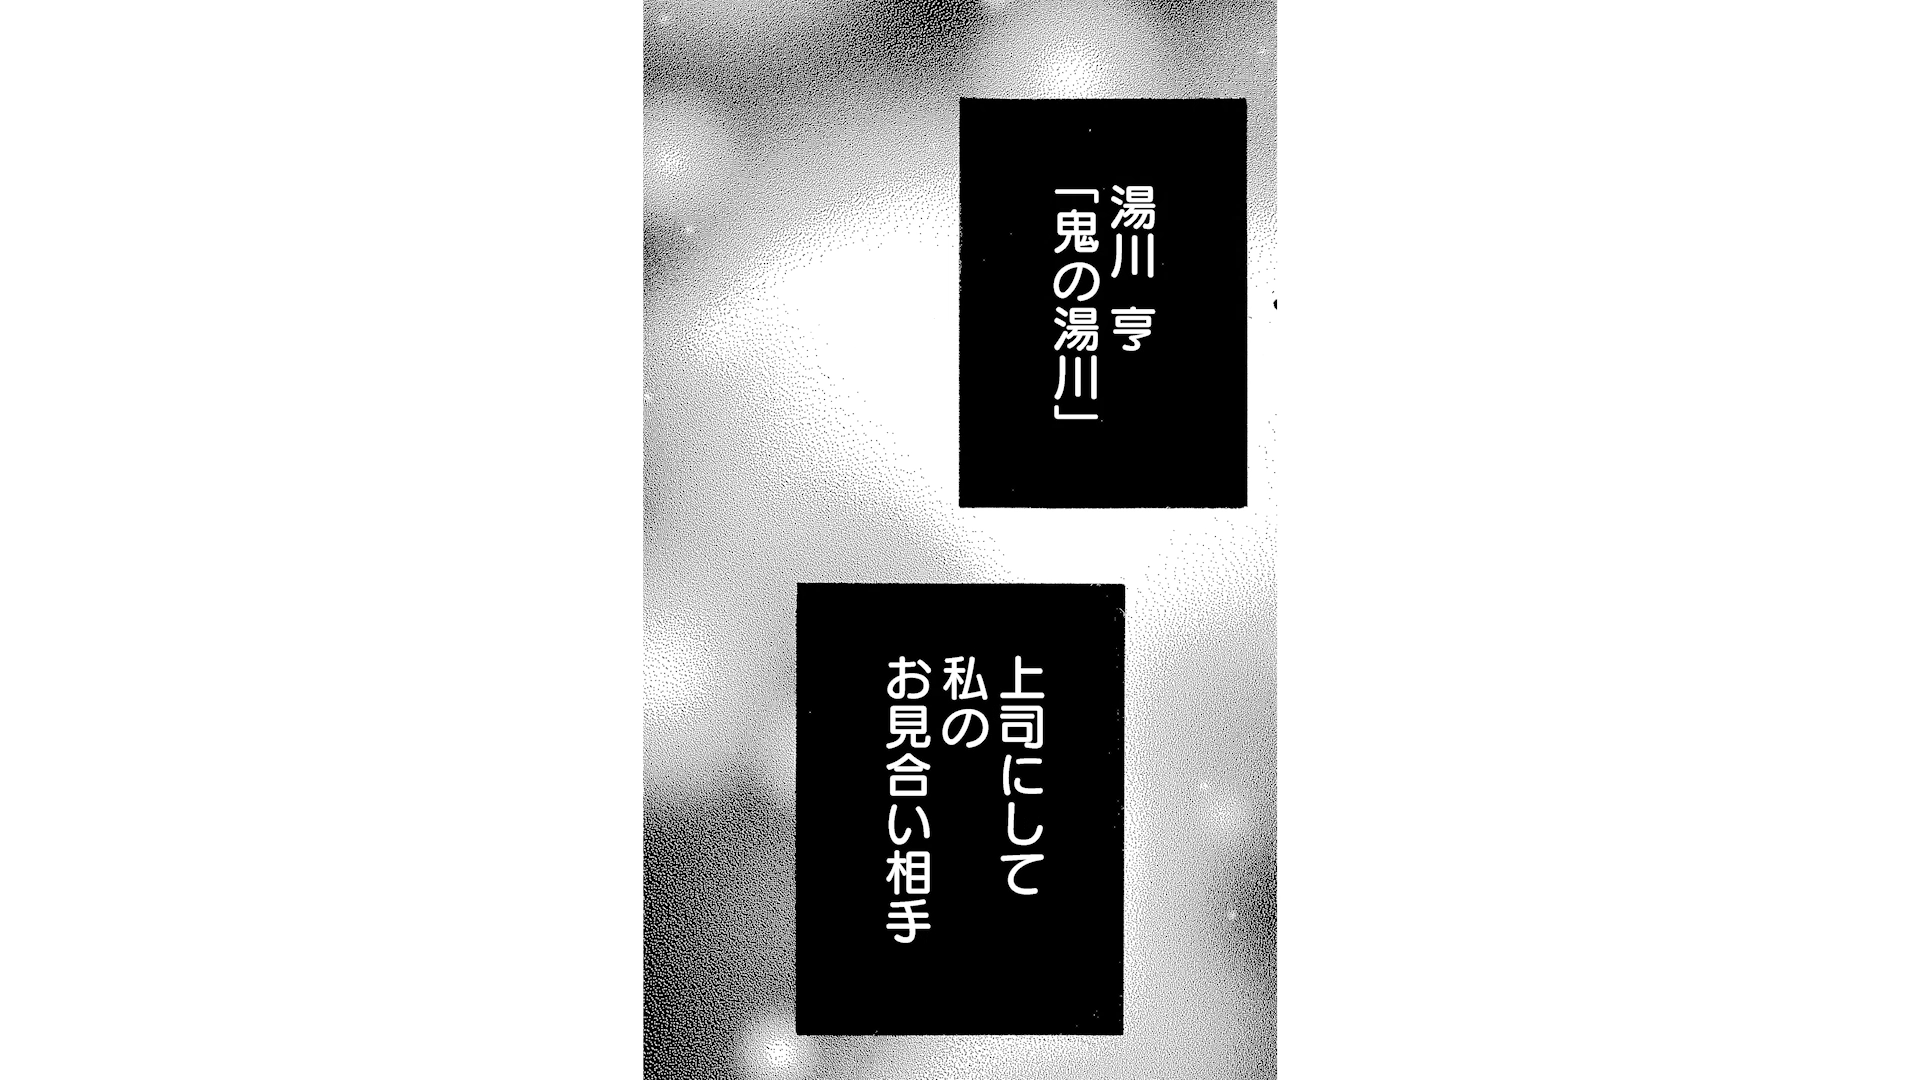 湯川 亨
「鬼の湯川」
上司にして
私の
お見合い相手